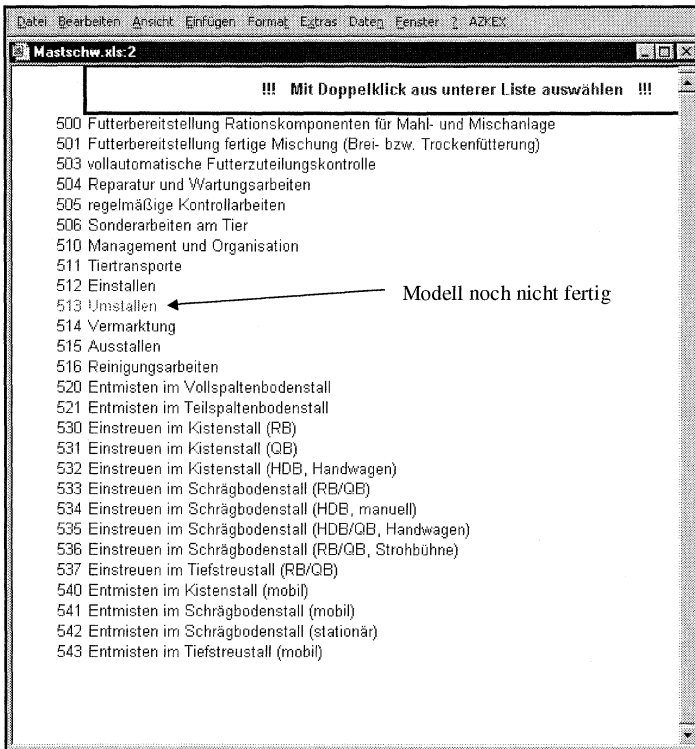 Datei Bearbeiten Ansicht Einfügen Format Extras Daten Fenster ? AZKEX
Mastschw.xls:2
!!! Mit Doppelklick aus unterer Liste auswählen !!!
500 Futterbereitstellung Rationskomponenten für Mahl- und Mischanlage
501 Futterbereitstellung fertige Mischung (Brei- bzw. Trockenfütterung)
503 vollautomatische Futterzuteilungskontrolle
504 Reparatur und Wartungsarbeiten
505 regelmäßige Kontrollarbeiten
506 Sonderarbeiten am Tier
510 Management und Organisation
511 Tiertransporte
512 Einstallen
513 Umstallen
Modell noch nicht fertig
514 Vermarktung
515 Ausstallen
516 Reinigungsarbeiten
520 Entmisten im Vollspaltenbodenstall
521 Entmisten im Teilspaltenbodenstall
530 Einstreuen im Kistenstall (RB)
531 Einstreuen im Kistenstall (QB)
532 Einstreuen im Kistenstall (HDB, Handwagen)
533 Einstreuen im Schrägbodenstall (RB/QB)
534 Einstreuen im Schrägbodenstall (HDB, manuell)
535 Einstreuen im Schrägbodenstall (HDB/QB, Handwagen)
536 Einstreuen im Schrägbodenstall (RB/QB, Strohbühne)
537 Einstreuen im Tiefstreustall (RB/QB)
540 Entmisten im Kistenstall (mobil)
541 Entmisten im Schrägbodenstall (mobil)
542 Entmisten im Schrägbodenstall (stationär)
543 Entmisten im Tiefstreustall (mobil)